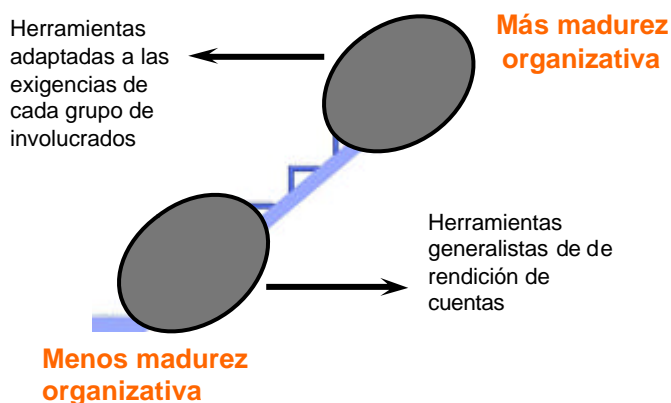 Herramientas
adaptadas a las
exigencias de
cada grupo de
involucrados
Más madurez
organizativa
Herramientas
generalistas de de
rendición de
cuentas
Menos madurez
organizativa